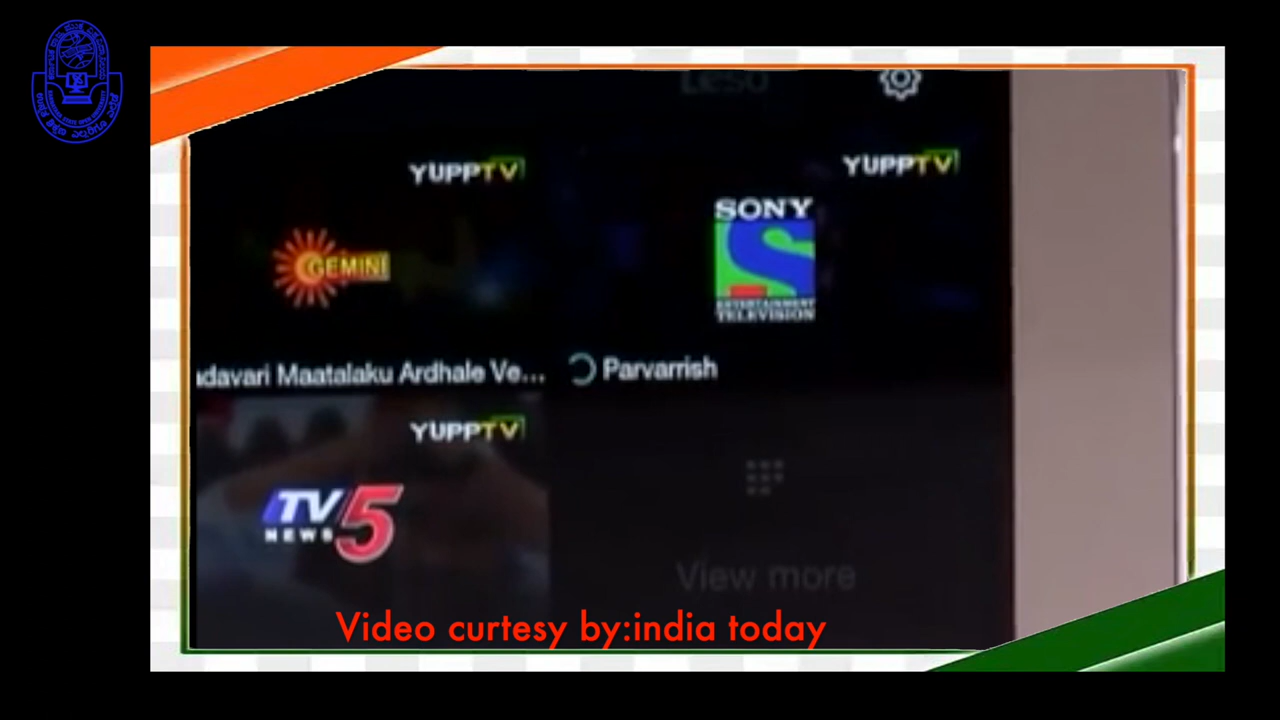 YUPPTV
YUPPTV
GEMINI
SONY
ENTERTAINMENT
TELEVISION
adavari Maatalaku Ardhale Ve...
Parvarrish
YUPPTV
TV5
NEWS
View more
Video curtesy by:india today